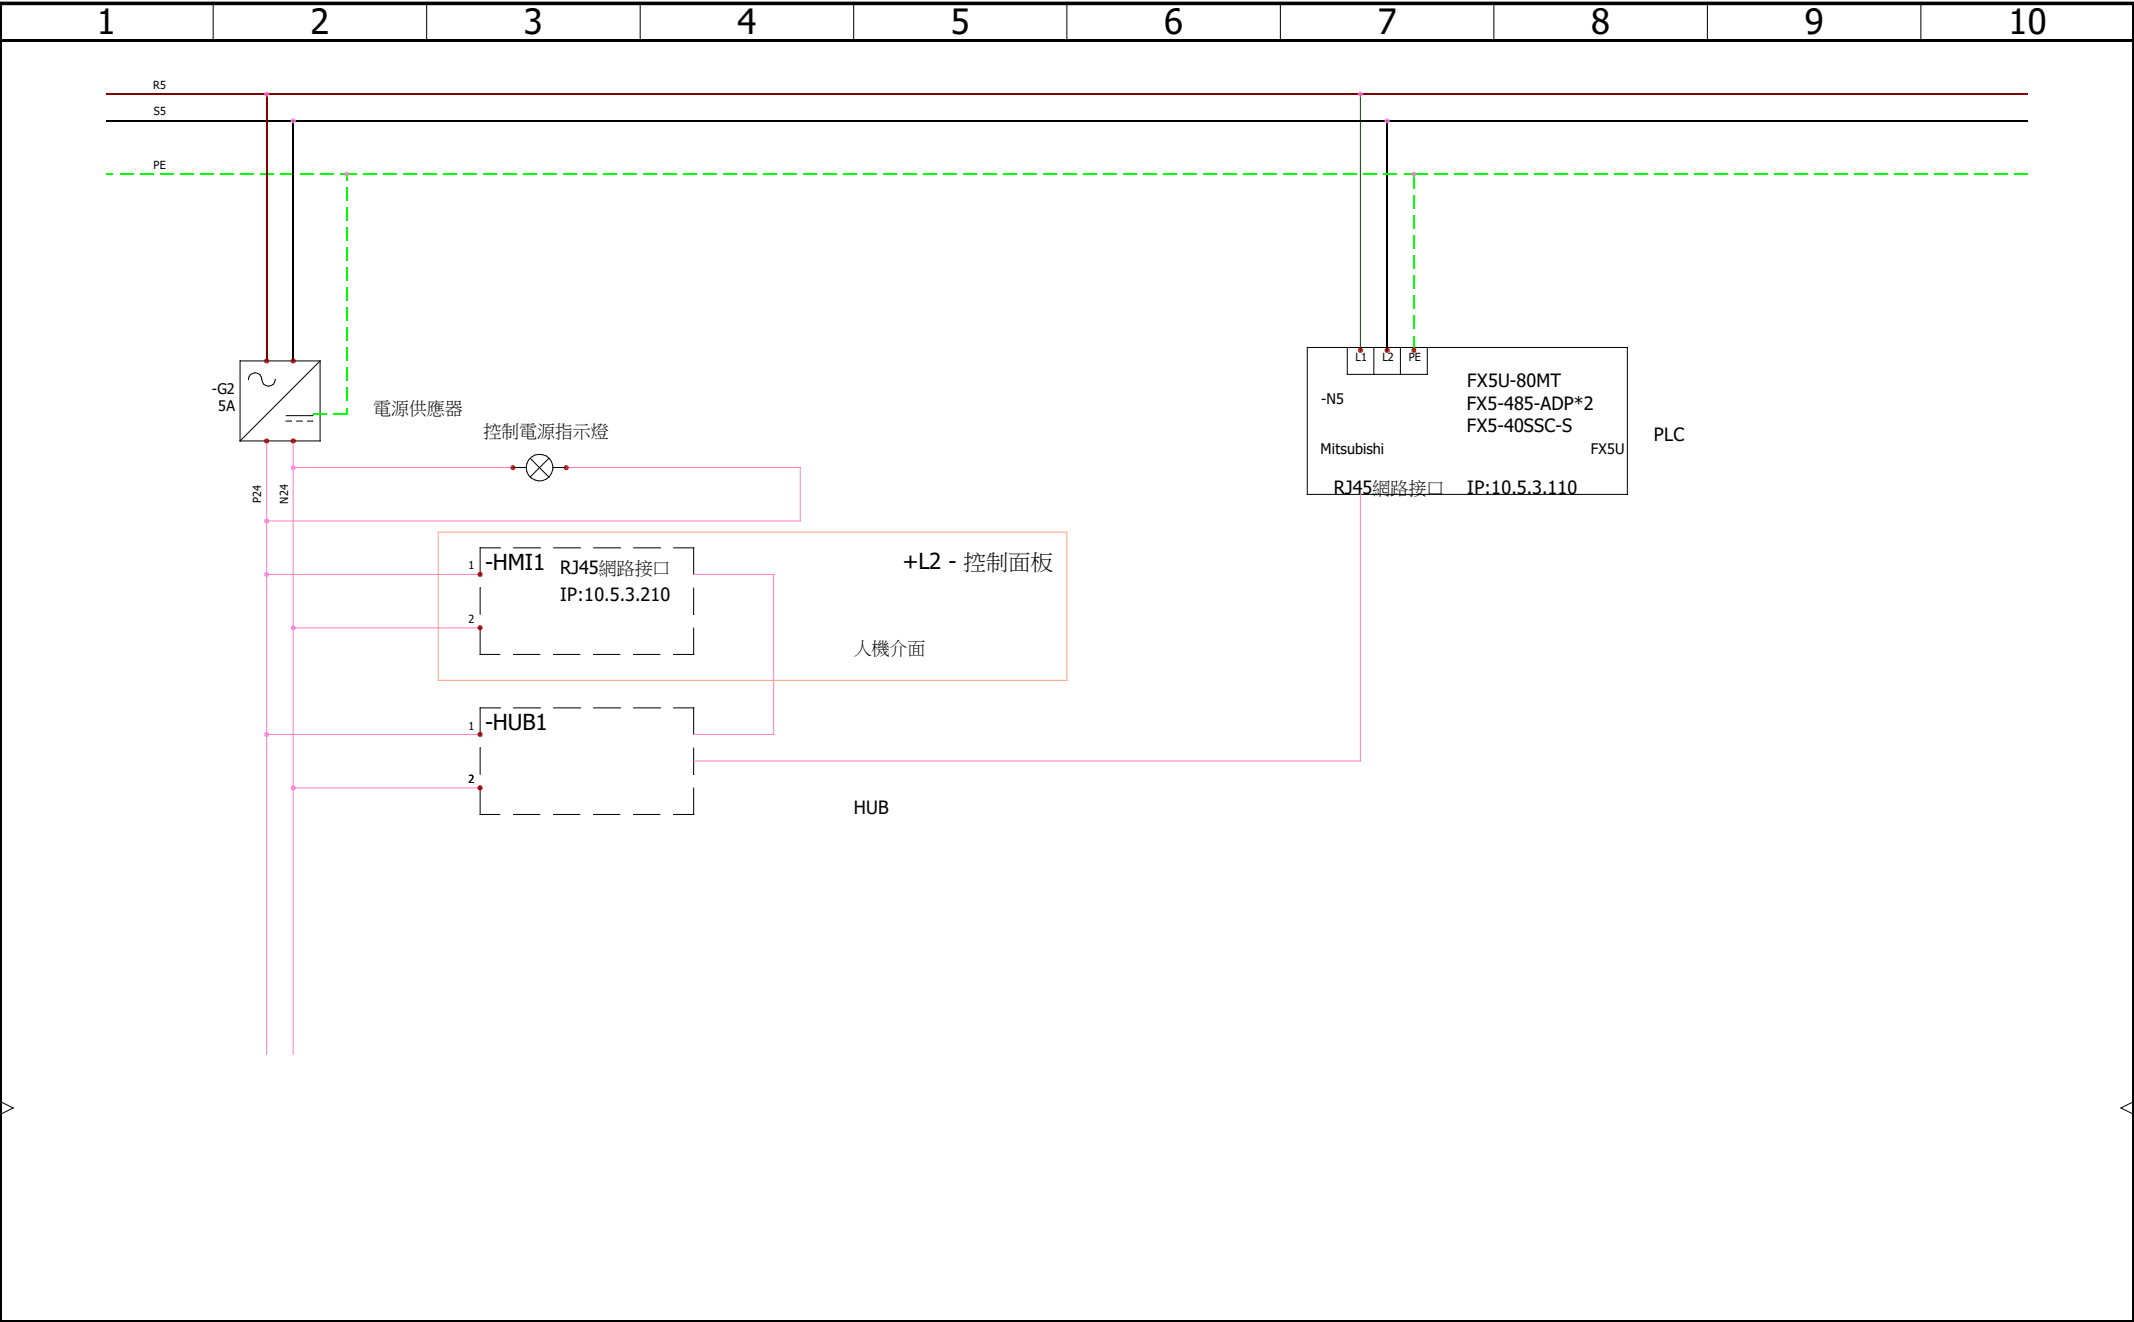 1 2 3 4 5 6 7 8 9 10
R5
S5
PE
L1 L2 PE
-G2
5A
電源供應器
控制電源指示燈
P24
N24
-N5
FX5U-80MT
FX5-485-ADP*2
FX5-40SSC-S
Mitsubishi
FX5U
PLC
RJ45網路接口 IP:10.5.3.110
1
-HMI1
RJ45網路接口
IP:10.5.3.210
2
+L2 - 控制面板
人機介面
1
-HUB1
2
HUB